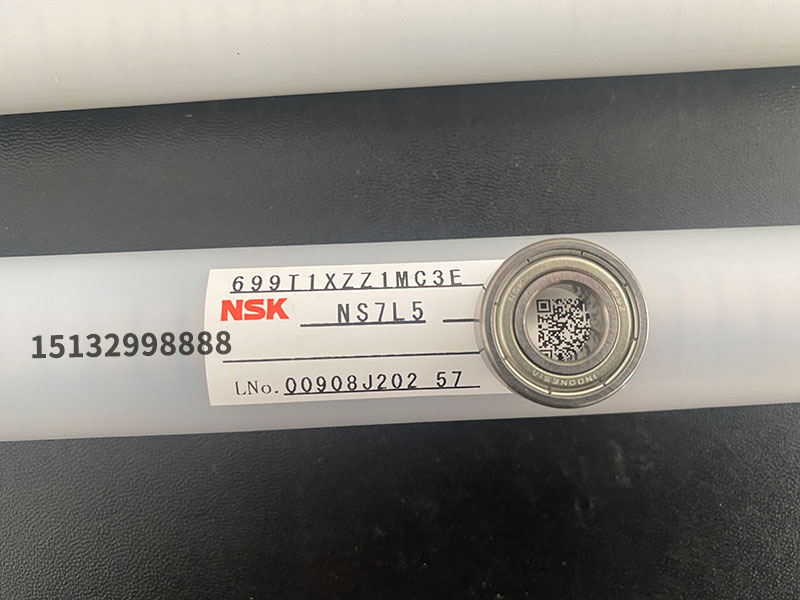 699T1XZZ1MC3E
NSK NS7L5
15132998888
LNo. 00908J202 57
INDONESIA